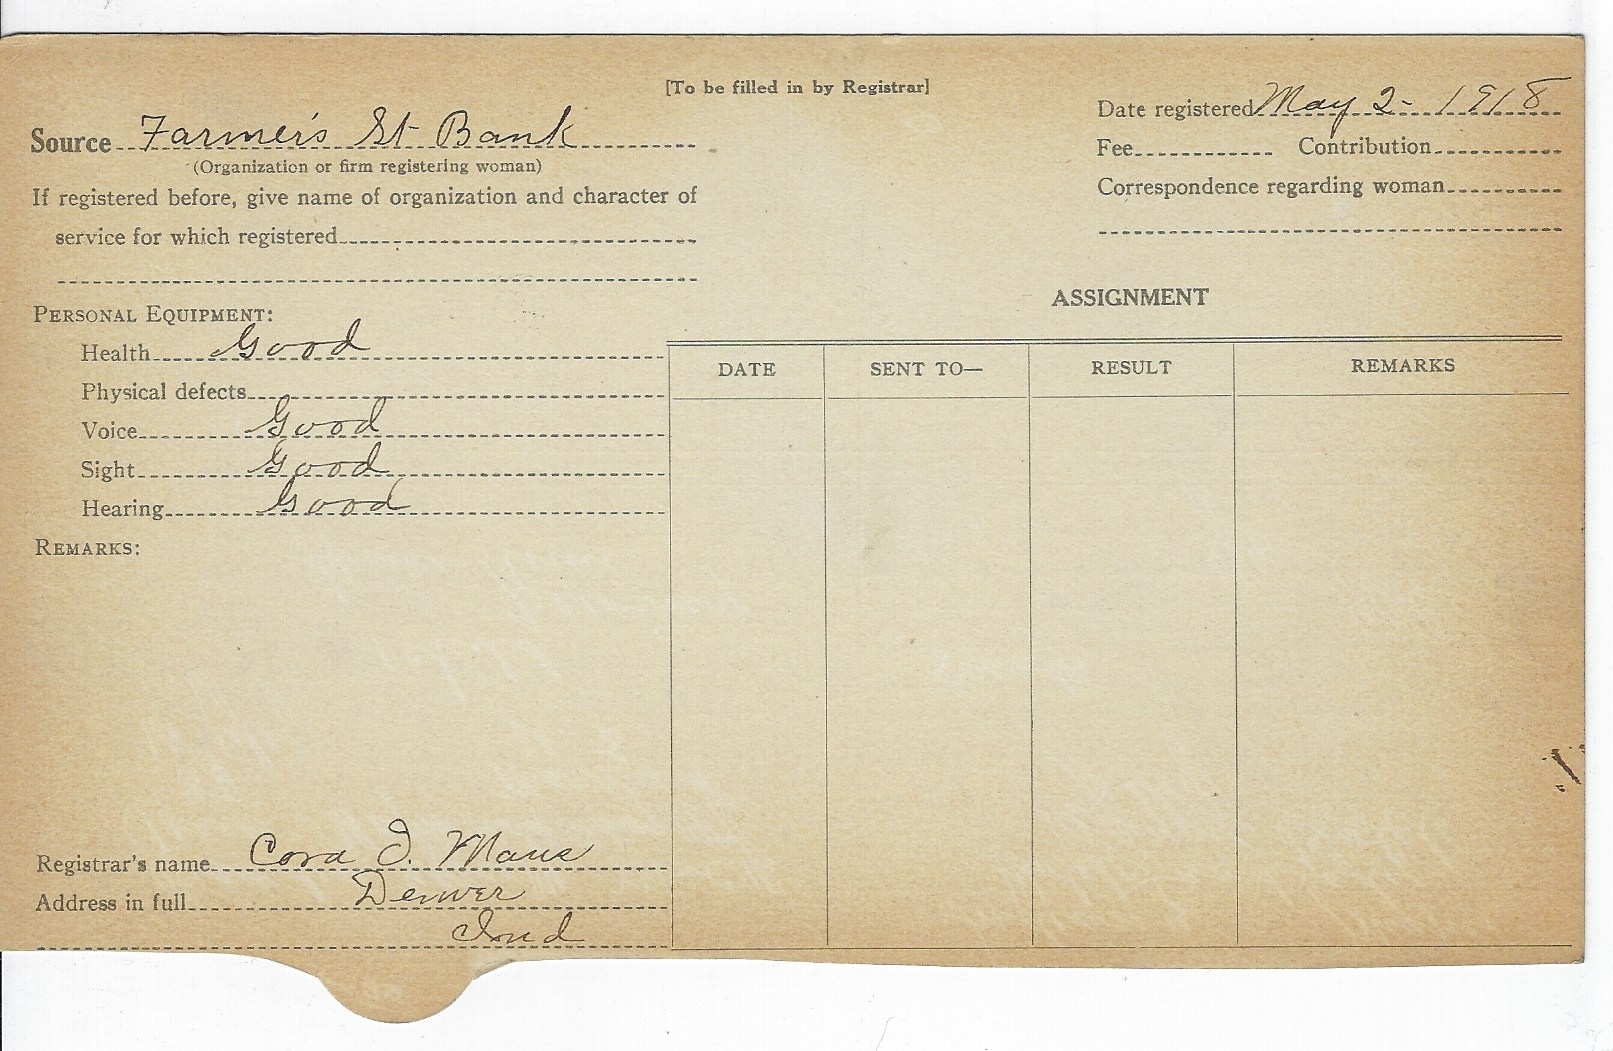 [To be filled in by Registrar]
Date registered May 2- 1918
Source Farmer's St Bank
(Organization or firm registering woman)
Fee Contribution
If registered before, give name of organization and character of
service for which registered
Correspondence regarding woman
PERSONAL EQUIPMENT:
Health Good
Physical defects
Voice Good
Sight Good
Hearing Good
REMARKS:
ASSIGNMENT
DATE SENT TO— RESULT REMARKS
Registrar's name Cora I. Maus
Address in full Denver
Ind